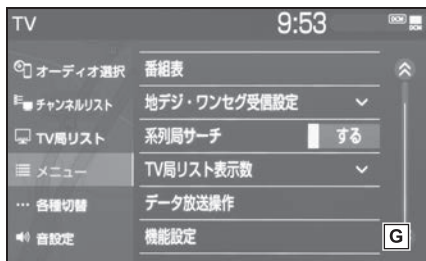 TV 9:53 DCM
オーディオ選択
チャンネルリスト
TV局リスト
メニュー
各種切替
音設定
番組表
地デジ・ワンセグ受信設定
系列局サーチ する
TV局リスト表示数
データ放送操作
機能設定
G